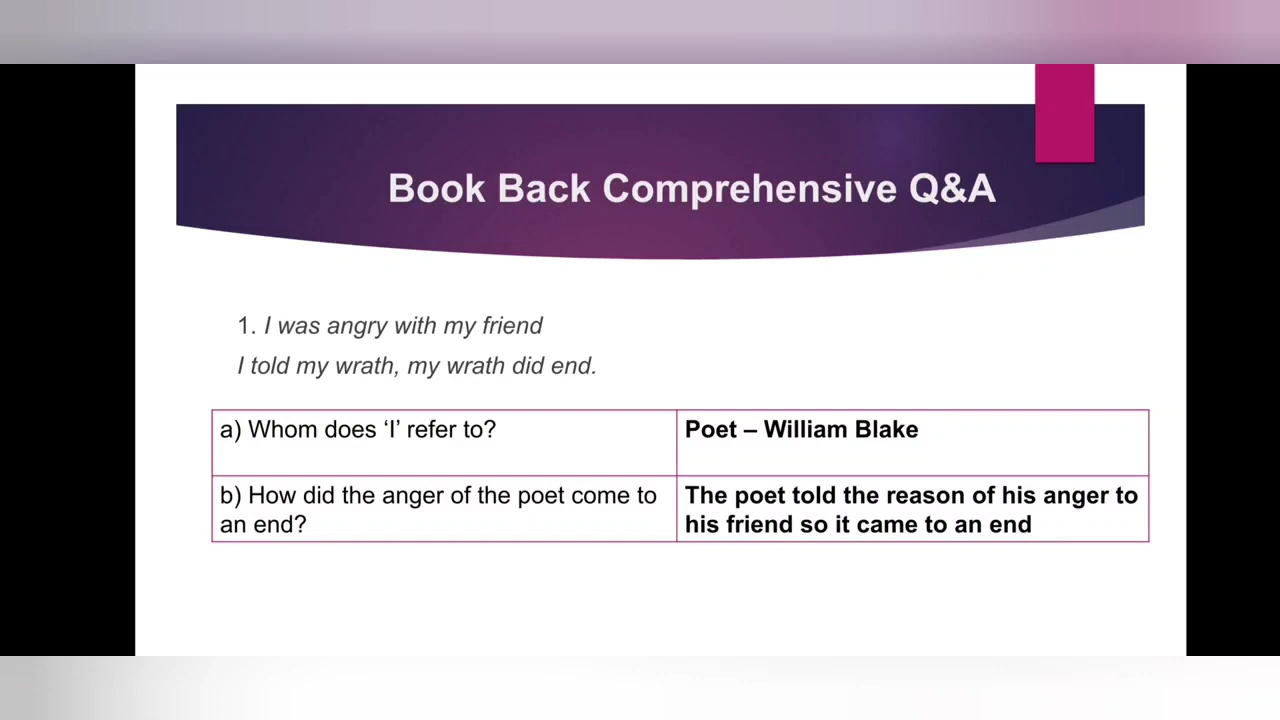 Book Back Comprehensive Q&A
1. I was angry with my friend
I told my wrath, my wrath did end.
a) Whom does ‘I’ refer to?
Poet – William Blake
b) How did the anger of the poet come to
an end?
The poet told the reason of his anger to
his friend so it came to an end